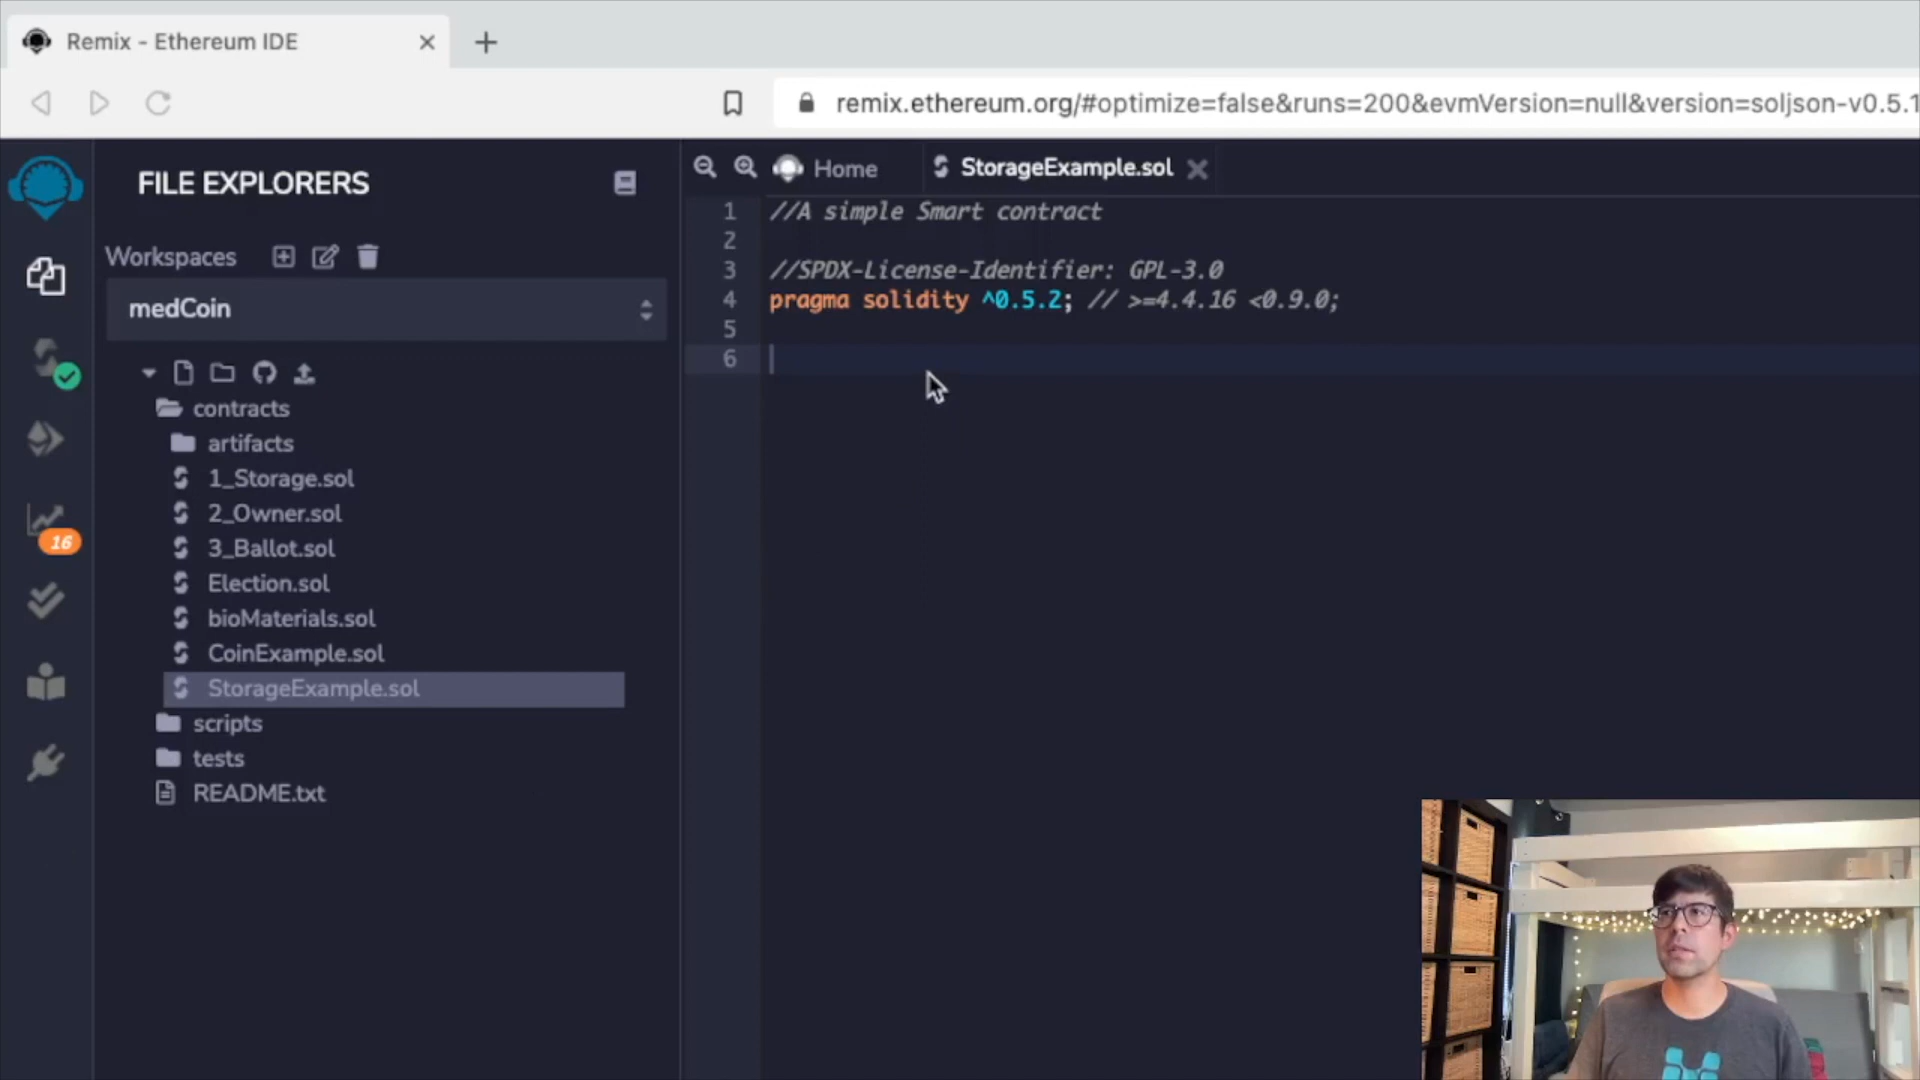 Remix - Ethereum IDE
remix.ethereum.org/#optimize=false&runs=200&evmVersion=null&version=soljson-v0.5.1
FILE EXPLORERS
Workspaces
medCoin
contracts
artifacts
1_Storage.sol
2_Owner.sol
3_Ballot.sol
Election.sol
bioMaterials.sol
CoinExample.sol
StorageExample.sol
scripts
tests
README.txt
16
Home
StorageExample.sol
1 //A simple Smart contract
2
3 //SPDX-License-Identifier: GPL-3.0
4 pragma solidity ^0.5.2; // >=4.4.16 <0.9.0;
5
6